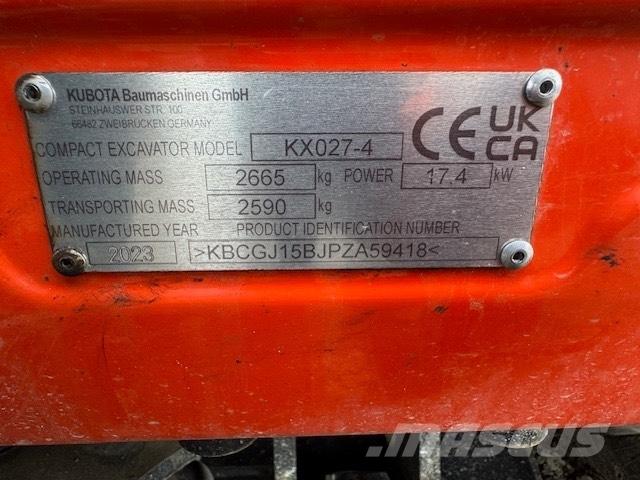 KUBOTA Baumaschinen GmbH
STEINHAUSWER STR. 100
66482 ZWEIBRÜCKEN GERMANY
COMPACT EXCAVATOR MODEL KX027-4
OPERATING MASS 2665 kg POWER 17.4 kW
TRANSPORTING MASS 2590 kg
MANUFACTURED YEAR PRODUCT IDENTIFICATION NUMBER
2023 >KBCGJ15BJPZA59418<
CE UK CA
MASCUS